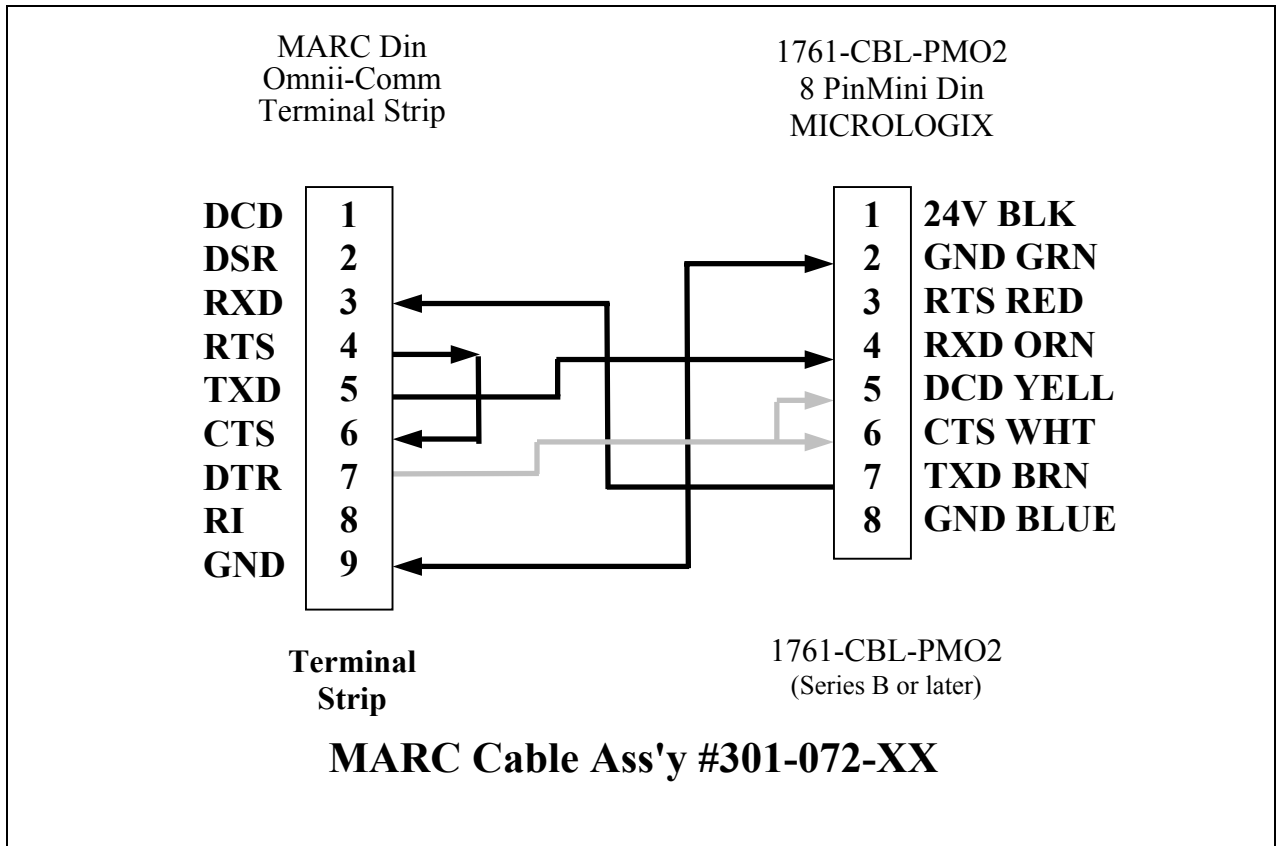 MARC Din
Omnii-Comm
Terminal Strip
1761-CBL-PMO2
8 PinMini Din
MICROLOGIX
DCD 1
DSR 2
RXD 3
RTS 4
TXD 5
CTS 6
DTR 7
RI 8
GND 9
1 24V BLK
2 GND GRN
3 RTS RED
4 RXD ORN
5 DCD YELL
6 CTS WHT
7 TXD BRN
8 GND BLUE
Terminal
Strip
1761-CBL-PMO2
(Series B or later)
MARC Cable Ass'y #301-072-XX